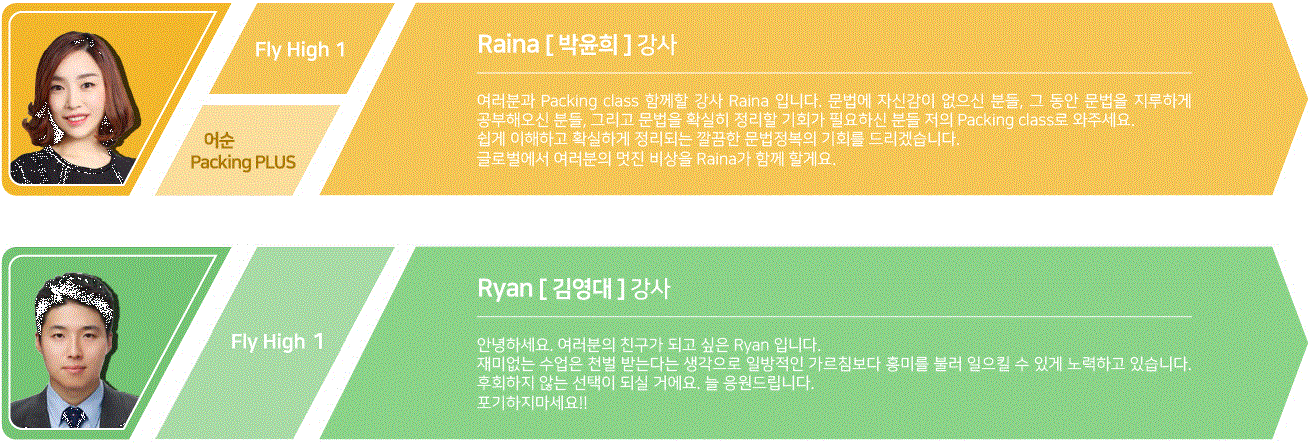 Fly High 1
어순
Packing PLUS
Raina [ 박윤희 ] 강사
여러분과 Packing class 함께할 강사 Raina 입니다. 문법에 자신감이 없으신 분들, 그 동안 문법을 지루하게
공부해오신 분들, 그리고 문법을 확실히 정리할 기회가 필요하신 분들 저의 Packing class로 와주세요.
쉽게 이해하고 확실하게 정리되는 깔끔한 문법정복의 기회를 드리겠습니다.
글로벌에서 여러분의 멋진 비상을 Raina가 함께 할게요.
Fly High 1
Ryan [ 김영대 ] 강사
안녕하세요. 여러분의 친구가 되고 싶은 Ryan 입니다.
재미없는 수업은 천벌 받는다는 생각으로 일방적인 가르침보다 흥미를 불러 일으킬 수 있게 노력하고 있습니다.
후회하지 않는 선택이 되실 거에요. 늘 응원드립니다.
포기하지마세요!!